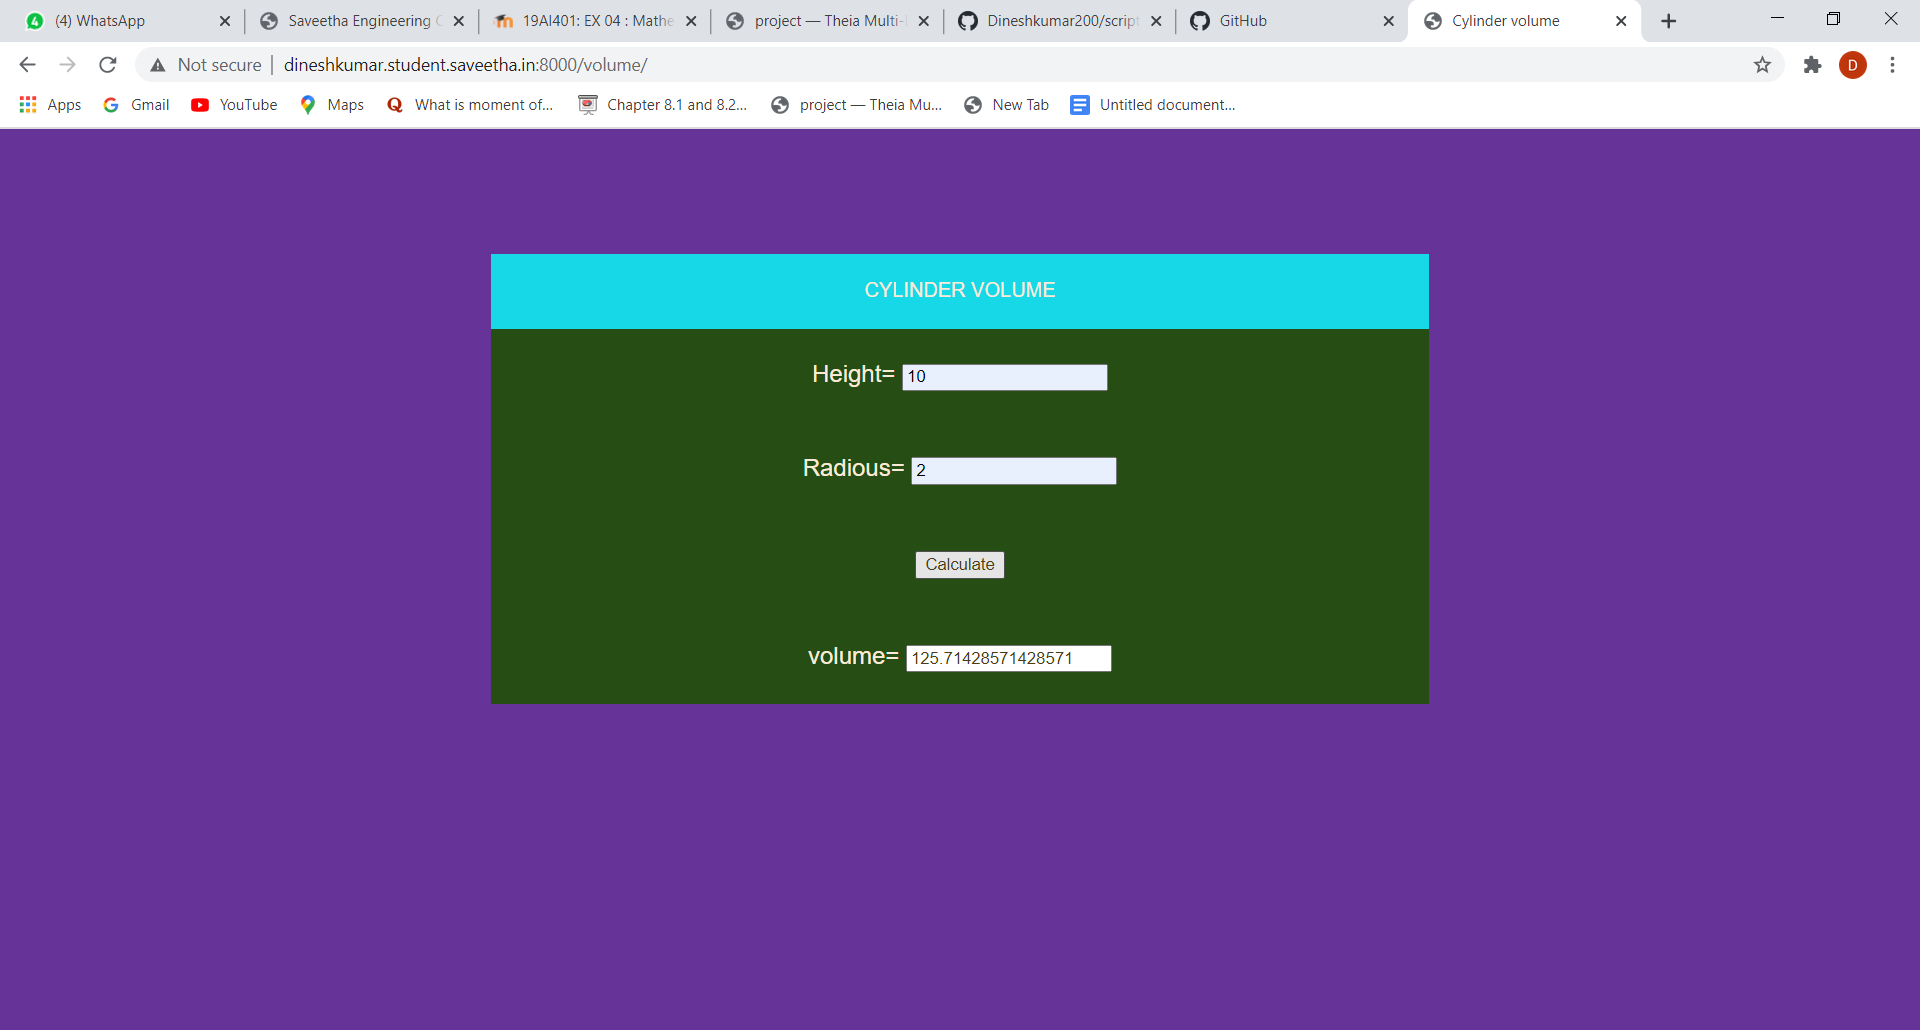 (4) WhatsApp
Saveetha Engineering C
19AI401: EX 04 : Mathe
project — Theia Multi-
Dineshkumar200/script
GitHub
Cylinder volume
Not secure
dineshkumar.student.saveetha.in:8000/volume/
D
Apps
Gmail
YouTube
Maps
What is moment of...
Chapter 8.1 and 8.2...
project — Theia Mu...
New Tab
Untitled document...
CYLINDER VOLUME
Height= 10
Radious= 2
Calculate
volume= 125.71428571428571